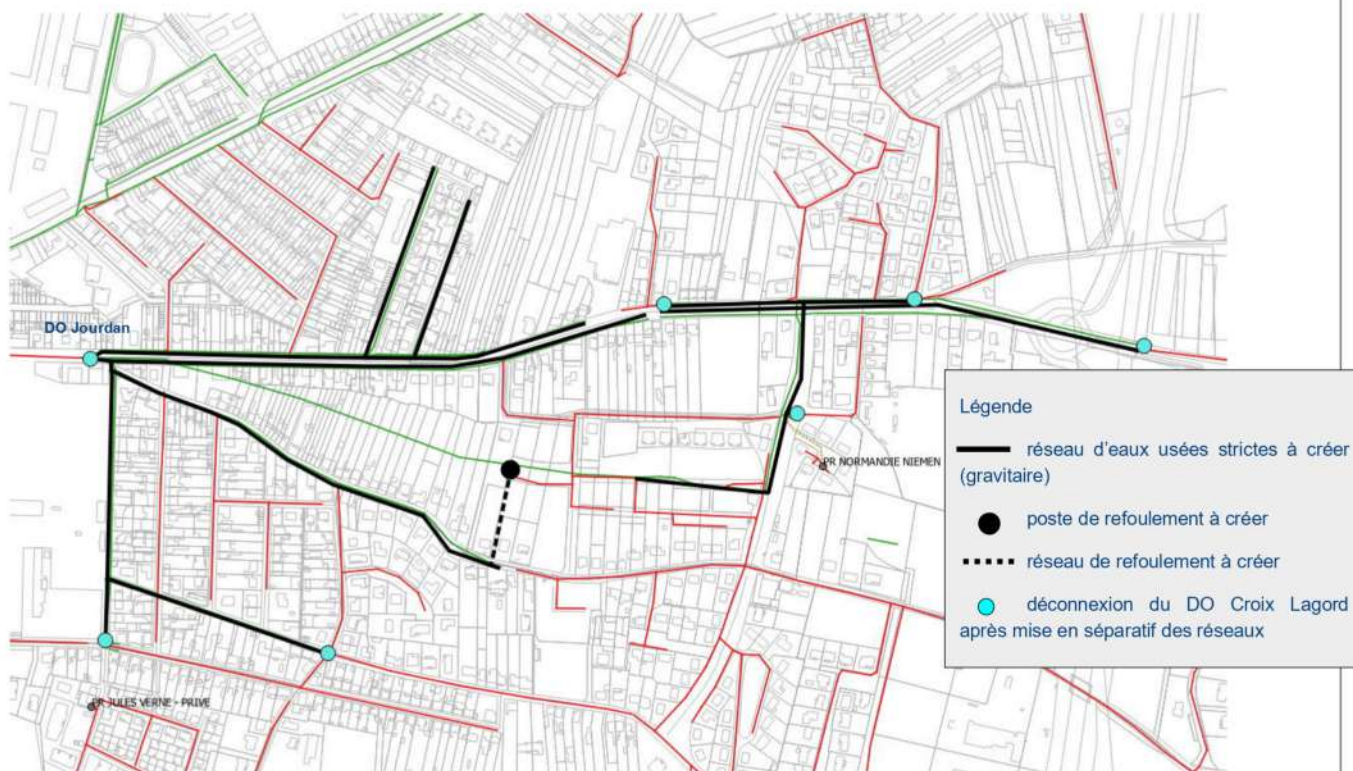 DO Jourdan
PR NORMANDIE NIEMEN
PR JULES VERNE - PRIVE
Légende
réseau d'eaux usées strictes à créer
(gravitaire)
poste de refoulement à créer
réseau de refoulement à créer
déconnexion du DO Croix Lagord
après mise en séparatif des réseaux